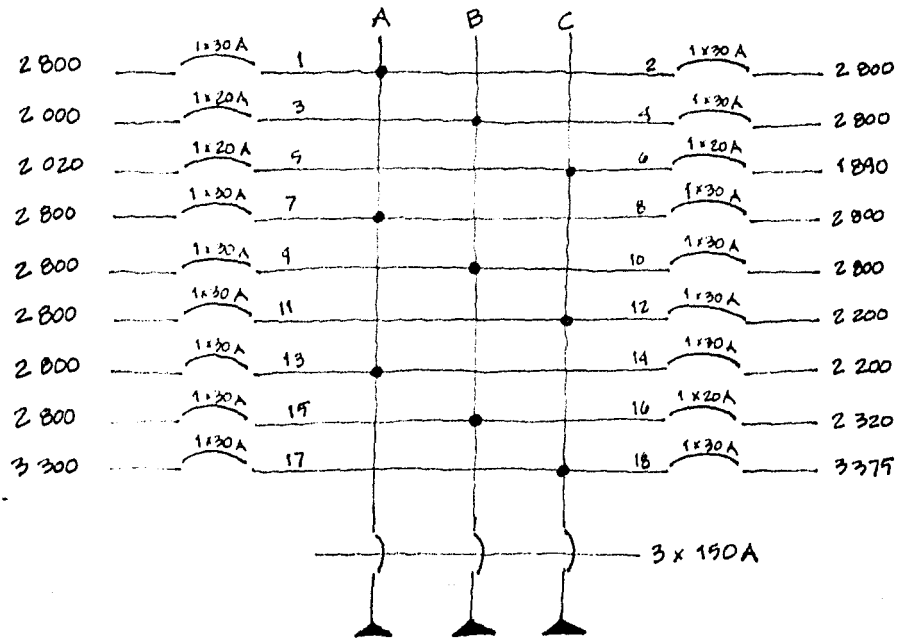 A B C
2 800 1x30A 1 2 1x30A 2 800
2 000 1x20A 3 4 1x30A 2 800
2 020 1x20A 5 6 1x20A 1890
2 800 1x30A 7 8 1x30A 2 800
2 800 1x30A 9 10 1x30A 2 800
2 800 1x30A 11 12 1x30A 2 200
2 800 1x30A 13 14 1x30A 2 200
2 800 1x30A 15 16 1x20A 2 320
3 300 1x30A 17 18 1x30A 3375
3 x 150A